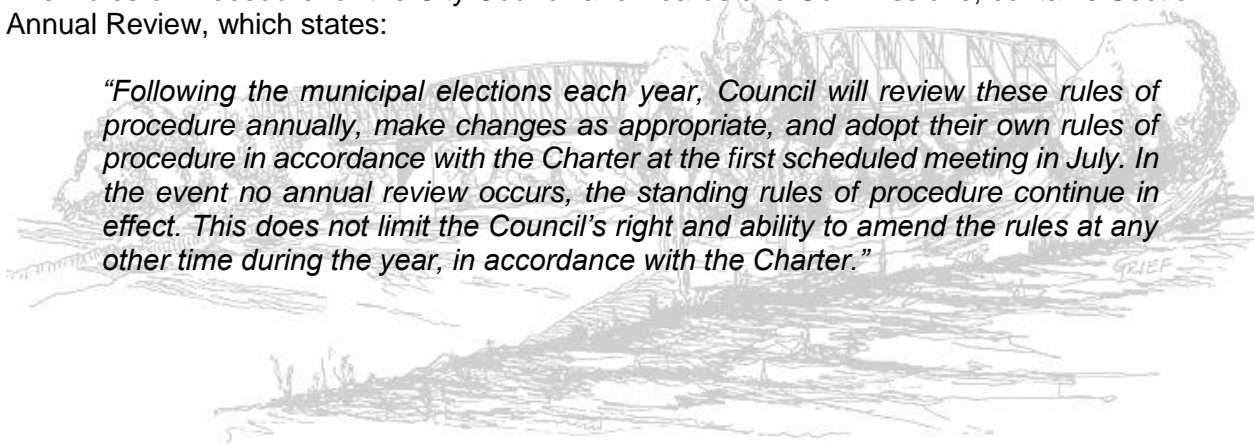 Annual Review, which states:
“Following the municipal elections each year, Council will review these rules of
procedure annually, make changes as appropriate, and adopt their own rules of
procedure in accordance with the Charter at the first scheduled meeting in July. In
the event no annual review occurs, the standing rules of procedure continue in
effect. This does not limit the Council’s right and ability to amend the rules at any
other time during the year, in accordance with the Charter.”
GRIEF